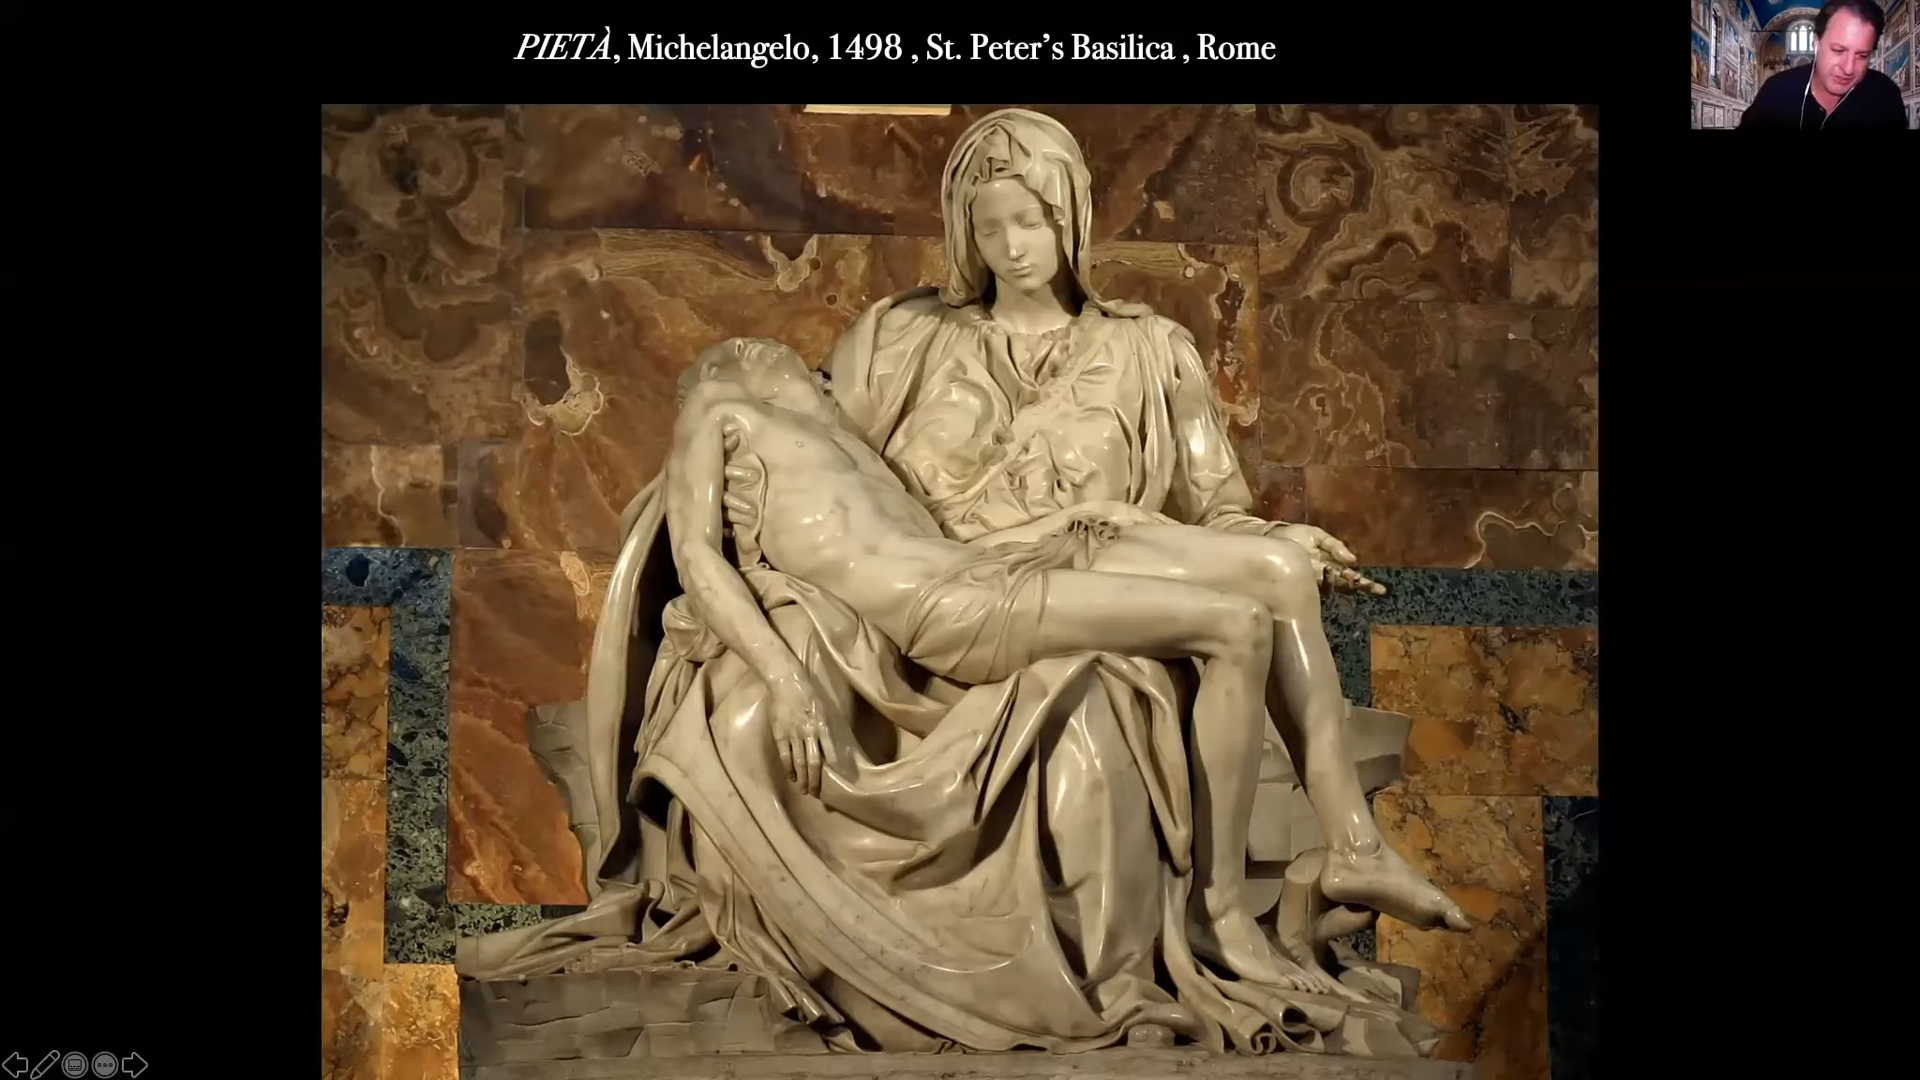 PIETÀ, Michelangelo, 1498 , St. Peter’s Basilica , Rome